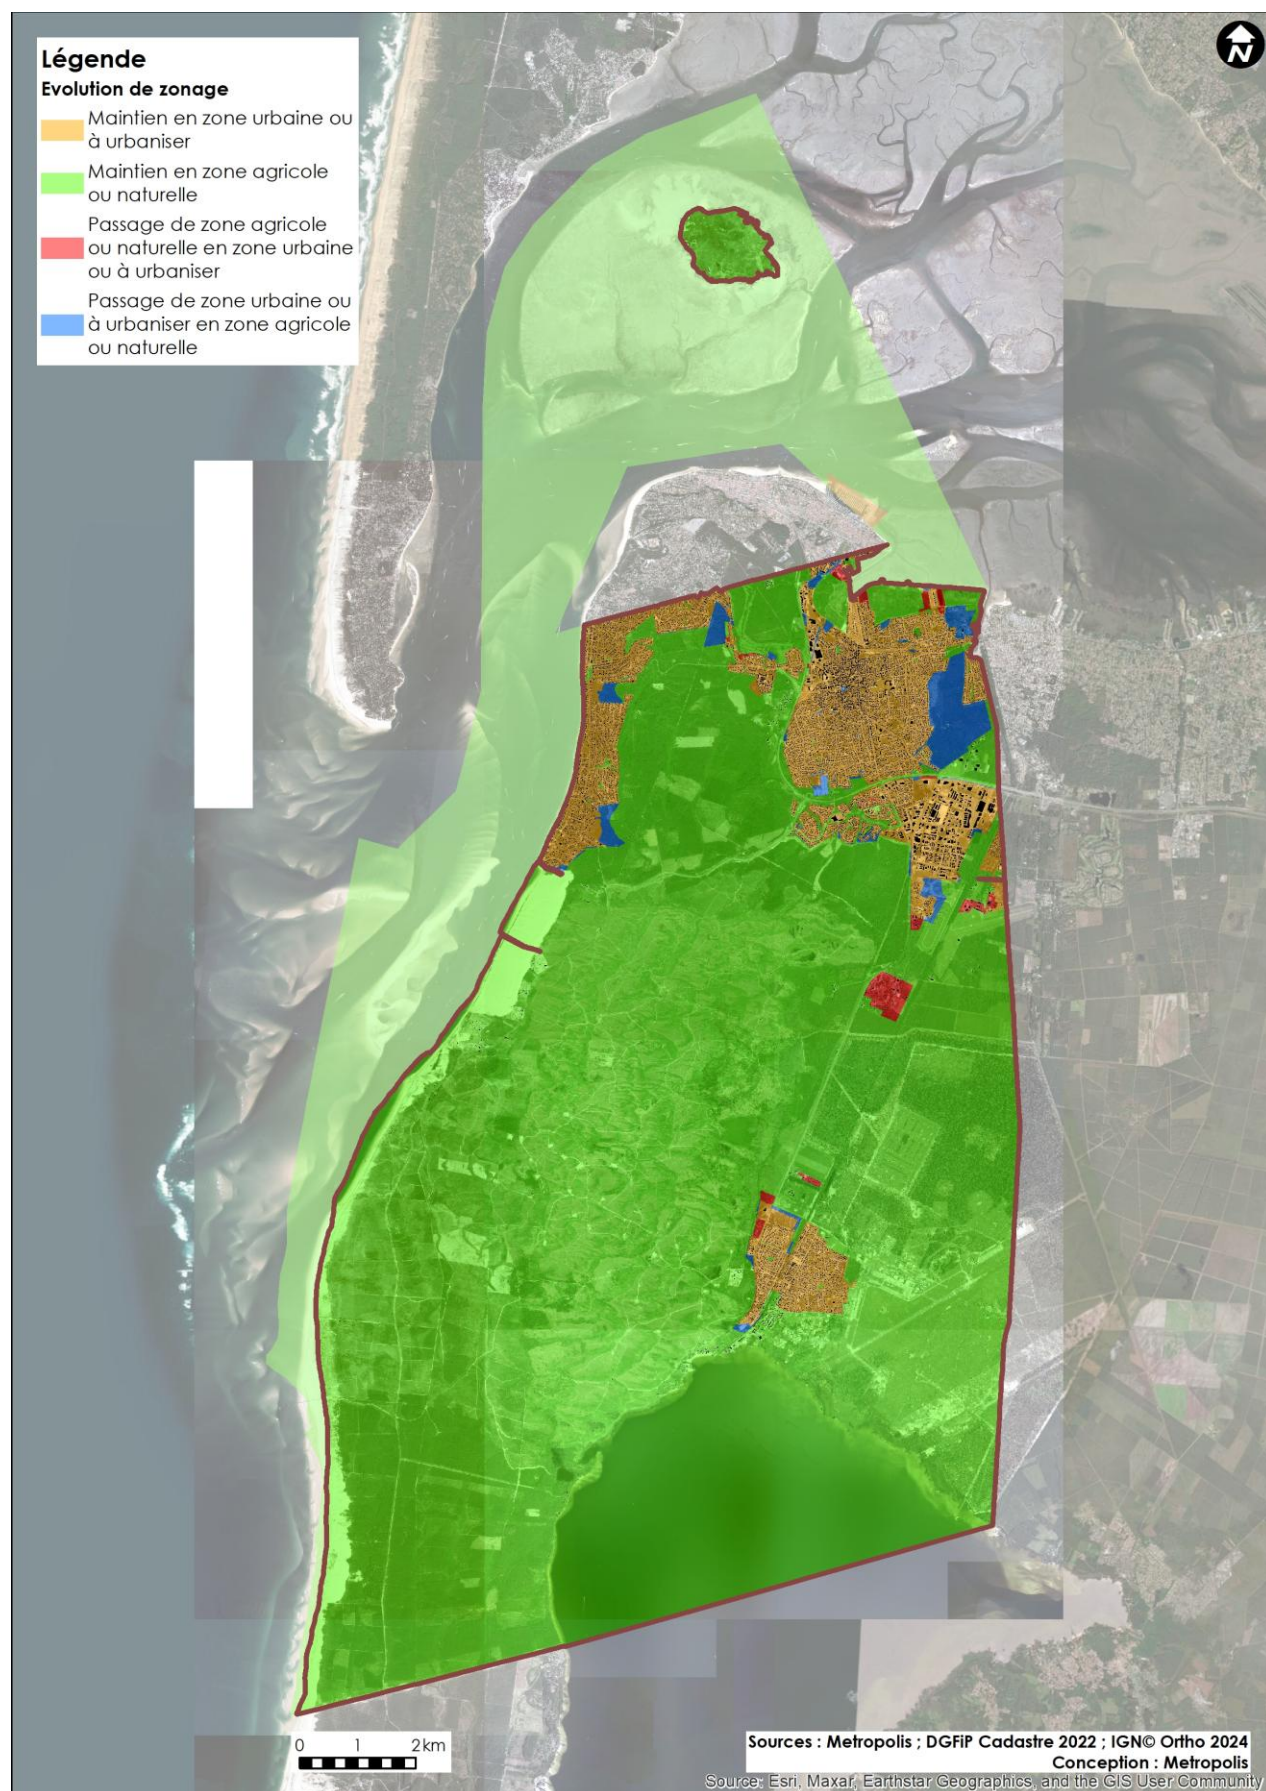 N
Légende
Evolution de zonage
Maintien en zone urbaine ou
à urbaniser
Maintien en zone agricole
ou naturelle
Passage de zone agricole
ou naturelle en zone urbaine
ou à urbaniser
Passage de zone urbaine ou
à urbaniser en zone agricole
ou naturelle
0 1 2 km
Sources : Metropolis ; DGFiP Cadastre 2022 ; IGN© Ortho 2024
Conception : Metropolis
Source: Esri, Maxar, Earthstar Geographics, and the GIS User Community